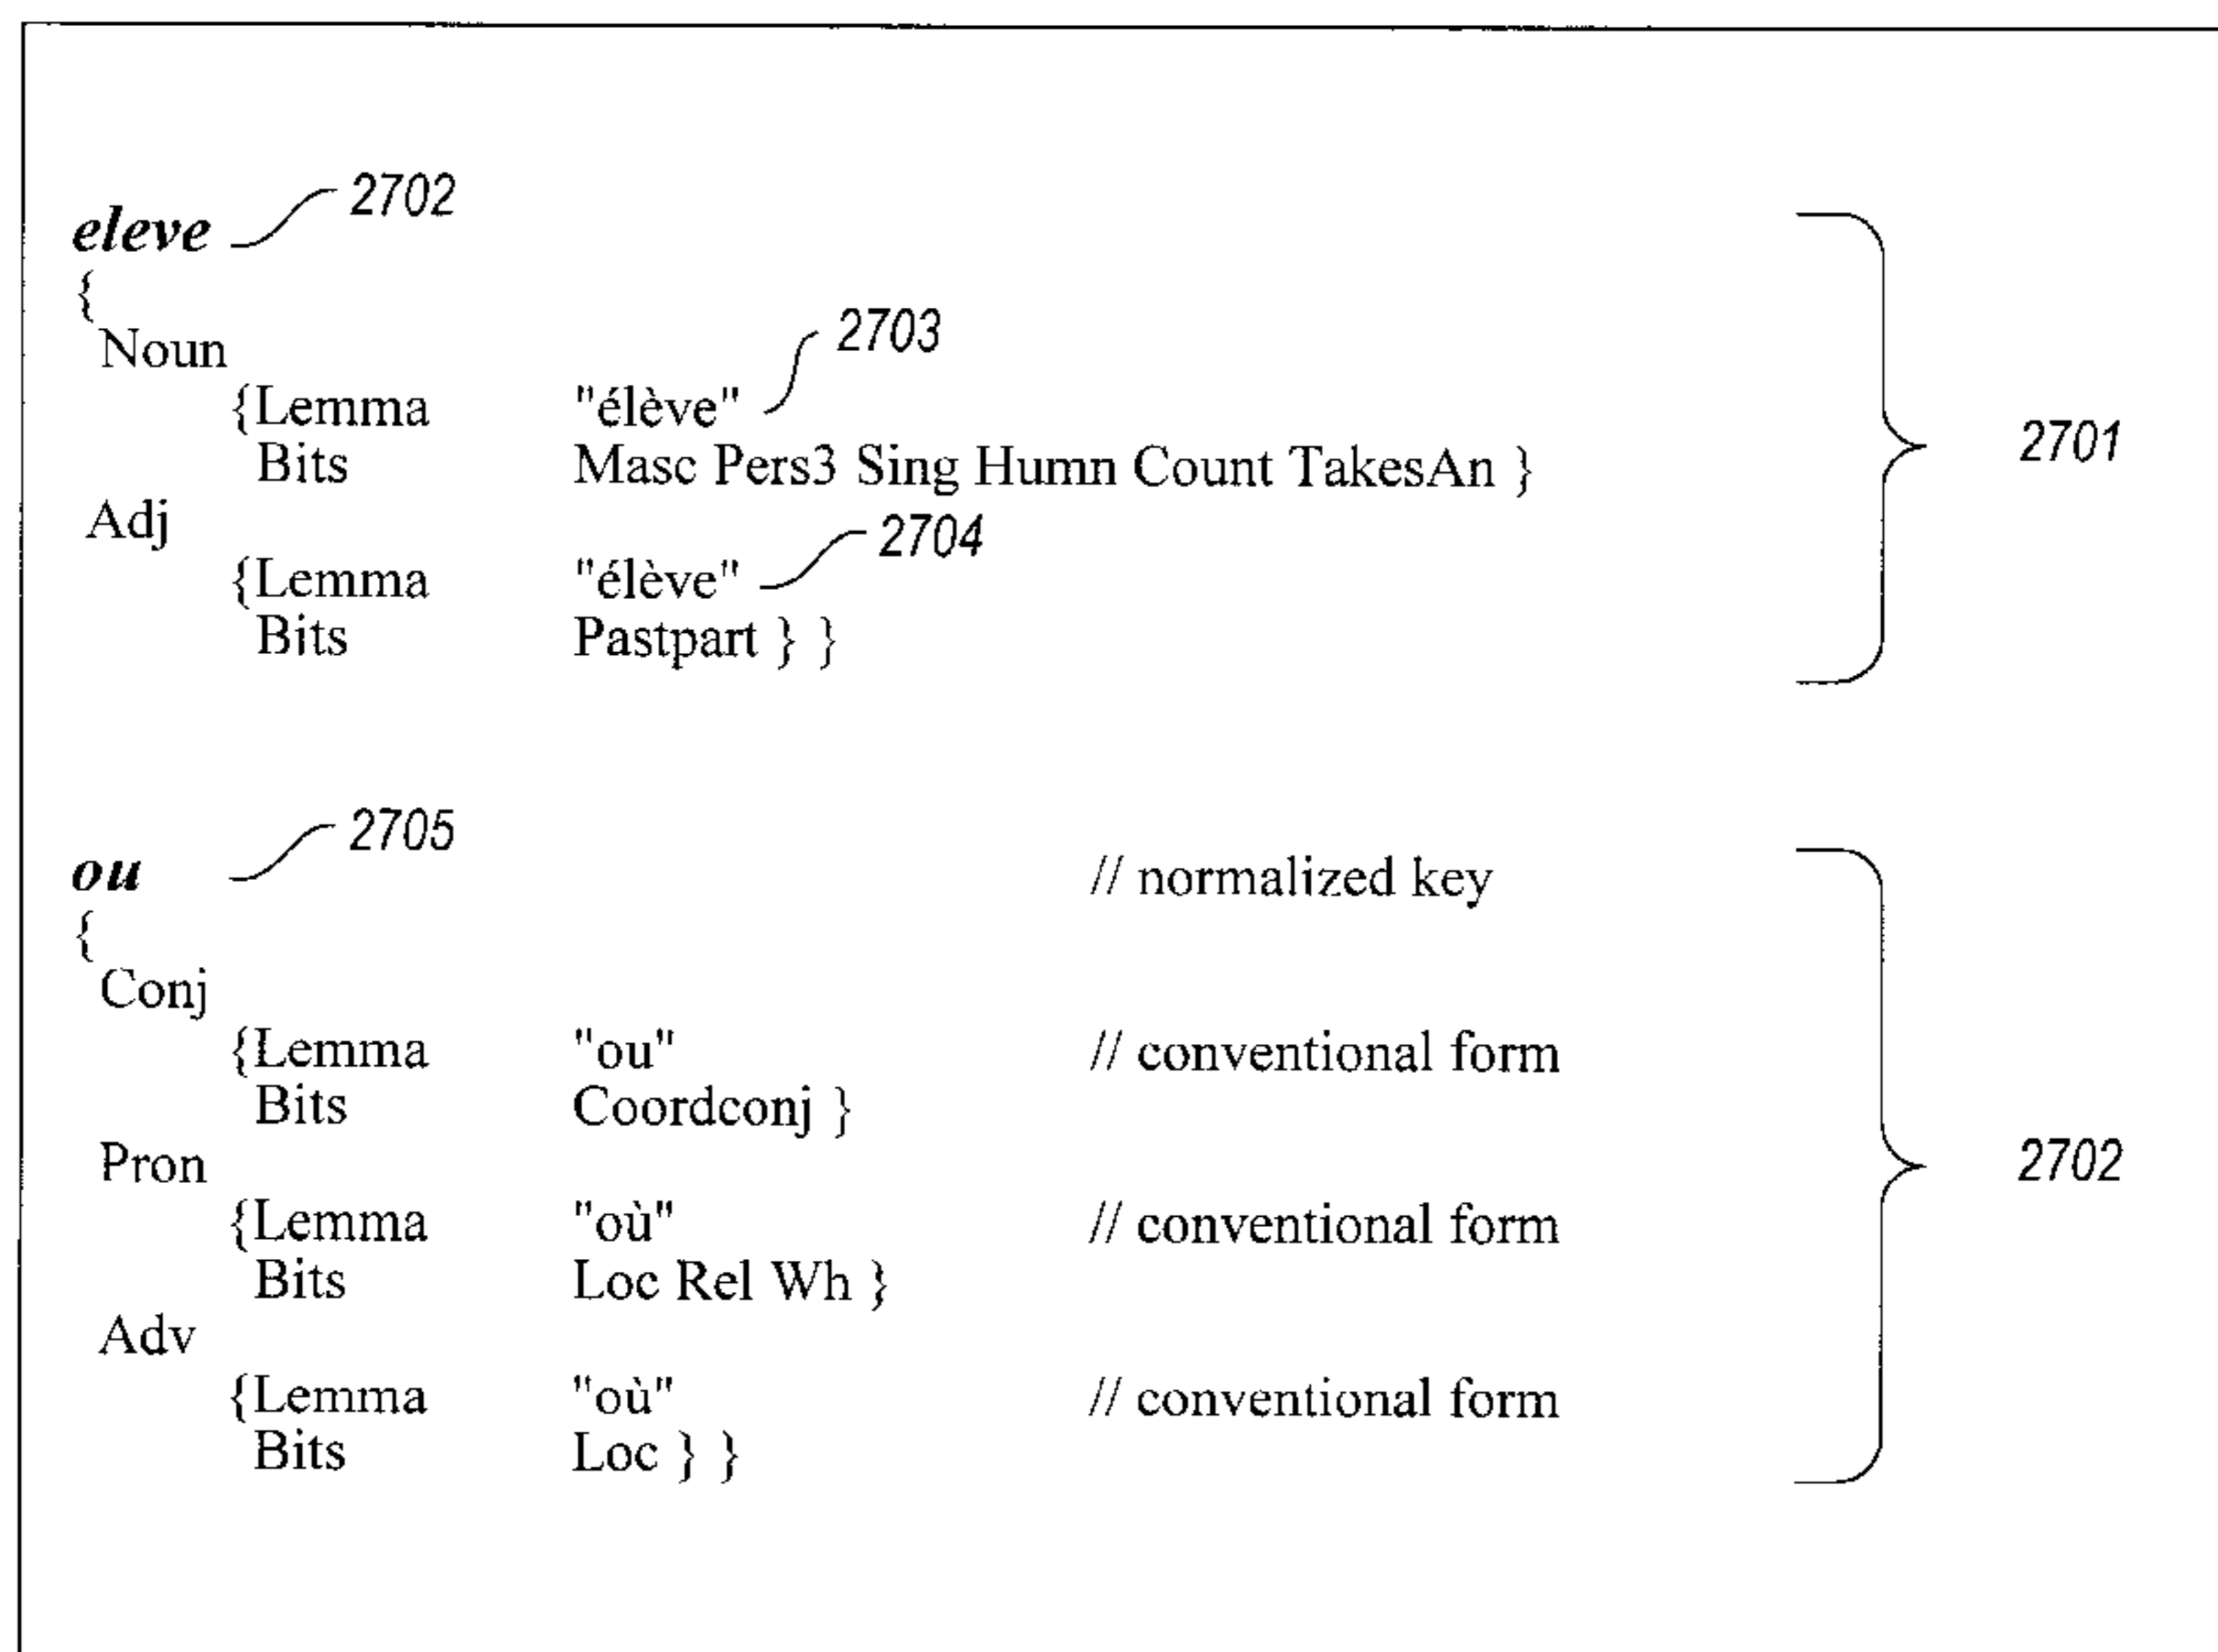 eleve 2702
{
Noun 2703
{Lemma "élève"
Bits Masc Pers3 Sing Humn Count TakesAn }
2701
Adj 2704
{Lemma "élève"
Bits Pastpart } }
ou 2705 // normalized key
{
Conj
{Lemma "ou" // conventional form
Bits Coordconj }
Pron 2702
{Lemma "où" // conventional form
Bits Loc Rel Wh }
Adv
{Lemma "où" // conventional form
Bits Loc } }